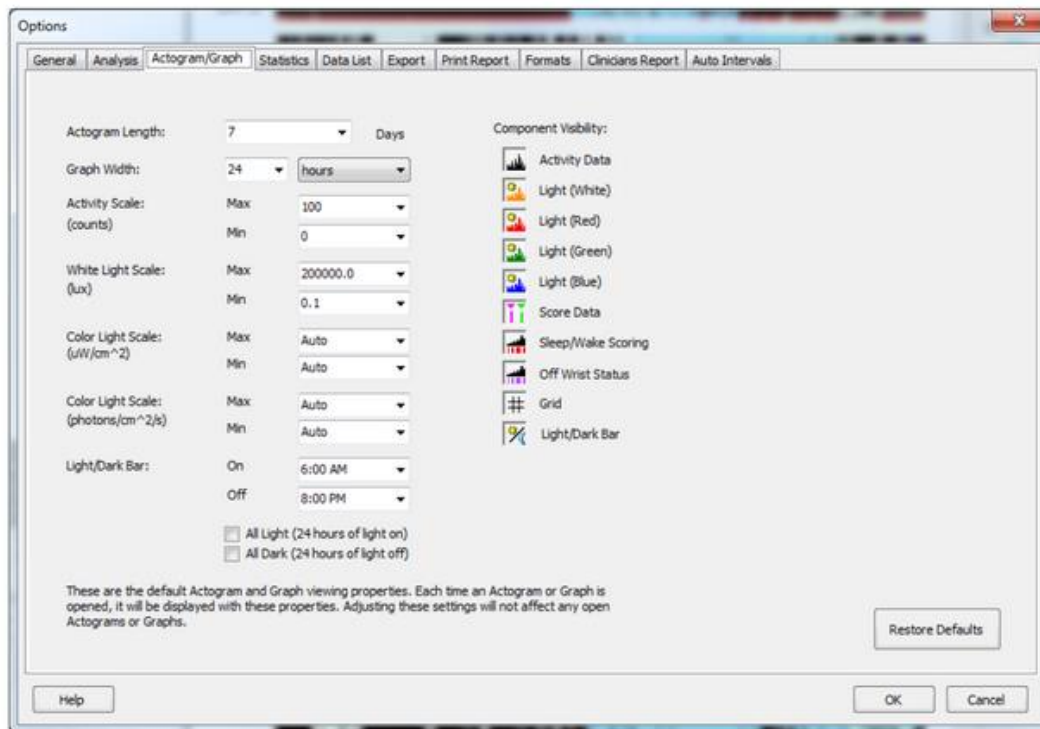 Options
X
General Analysis Actogram/Graph Statistics Data List Export Print Report Formats Clinicians Report Auto Intervals
Actogram Length: 7 Days
Graph Width: 24 hours
Activity Scale: Max 100
(counts)
Min 0
White Light Scale: Max 200000.0
(lux)
Min 0.1
Color Light Scale: Max Auto
(uW/cm^2)
Min Auto
Color Light Scale: Max Auto
(photons/cm^2/s)
Min Auto
Light/Dark Bar: On 6:00 AM
Off 8:00 PM
All Light (24 hours of light on)
All Dark (24 hours of light off)
Component Visibility:
Activity Data
Light (White)
Light (Red)
Light (Green)
Light (Blue)
Score Data
Sleep/Wake Scoring
Off Wrist Status
Grid
Light/Dark Bar
These are the default Actogram and Graph viewing properties. Each time an Actogram or Graph is
opened, it will be displayed with these properties. Adjusting these settings will not affect any open
Actograms or Graphs.
Restore Defaults
Help OK Cancel